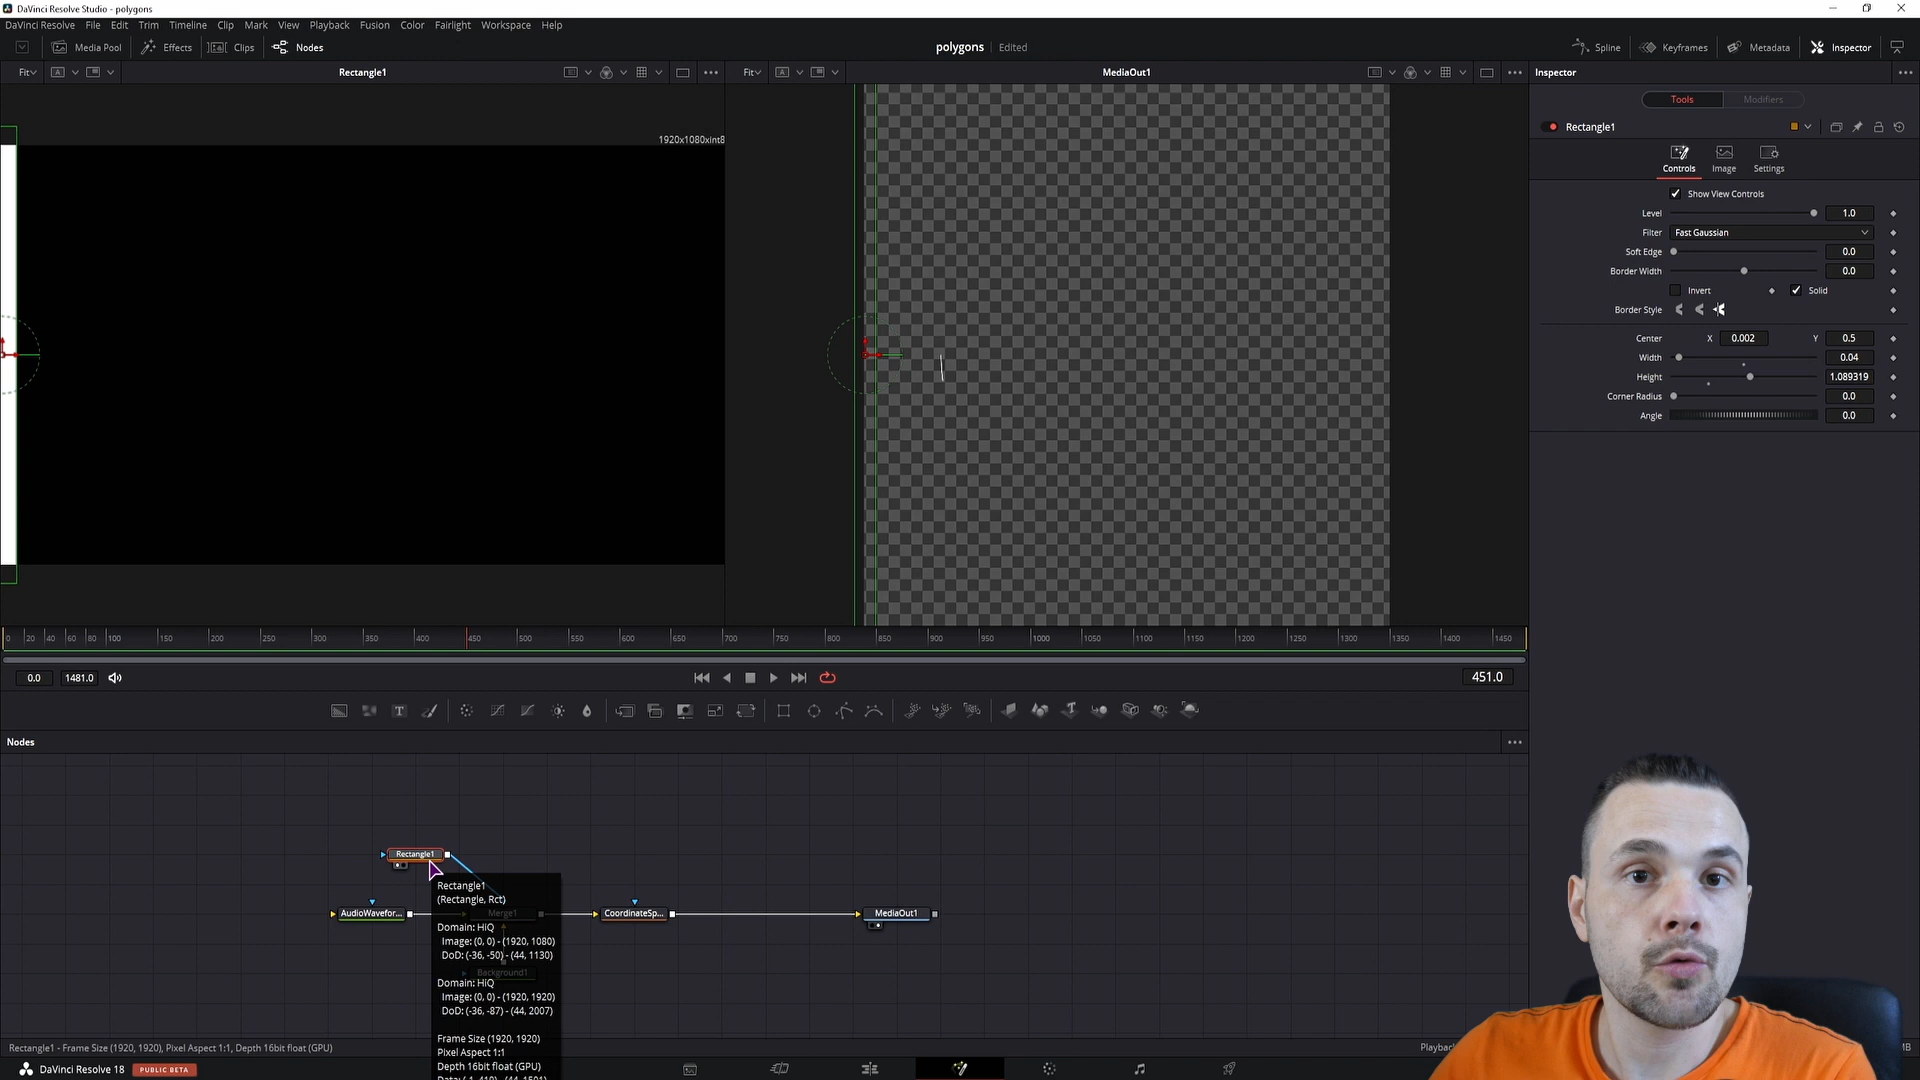 DaVinci Resolve Studio - polygons
DaVinci Resolve File Edit Trim Timeline Clip Mark View Playback Fusion Color Fairlight Workspace Help
Media Pool Effects Clips Nodes polygons Edited Spline Keyframes Metadata Inspector
Fit Rectangle1 Fit MediaOut1 Inspector
Tools Modifiers
Rectangle1
1920x1080xint8
Controls Image Settings
Show View Controls
Level 1.0
Filter Fast Gaussian
Soft Edge 0.0
Border Width 0.0
Invert Solid
Border Style
Center X 0.002 Y 0.5
Width 0.04
Height 1.089319
Corner Radius 0.0
Angle 0.0
0 20 40 60 80 100 150 200 250 300 350 400 450 500 550 600 650 700 750 800 850 900 950 1000 1050 1100 1150 1200 1250 1300 1350 1400 1450
0.0 1481.0 451.0
T
Nodes
Rectangle1
Rectangle1
(Rectangle, Rct)
AudioWavefor... Merge1 CoordinateSp... MediaOut1
Domain: HiQ
Image: (0, 0) - (1920, 1080)
DoD: (-36, -50) - (44, 1130)
Background1
Domain: HiQ
Image: (0, 0) - (1920, 1920)
DoD: (-36, -87) - (44, 2007)
Frame Size (1920, 1920)
Pixel Aspect 1:1
Depth 16bit float (GPU)
Rectangle1 - Frame Size (1920, 1920), Pixel Aspect 1:1, Depth 16bit float (GPU)
DaVinci Resolve 18 PUBLIC BETA